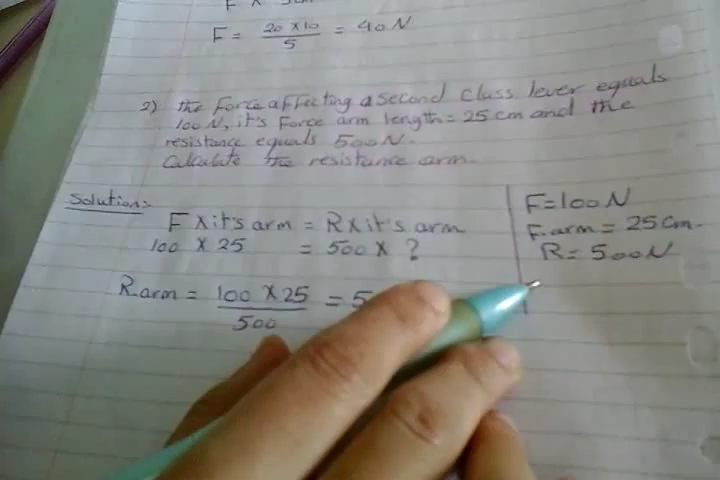 F = 20 x 10 / 5 = 40 N
2) the Force affecting a second class lever equals
100 N, it's Force arm length = 25 cm and the
resistance equals 500 N.
Calculate the resistance arm.
Solution:-
F x it's arm = R x it's arm
100 x 25 = 500 x ?
R.arm = 100 x 25 / 500 = 5
F = 100 N
F.arm = 25 cm.
R = 500 N